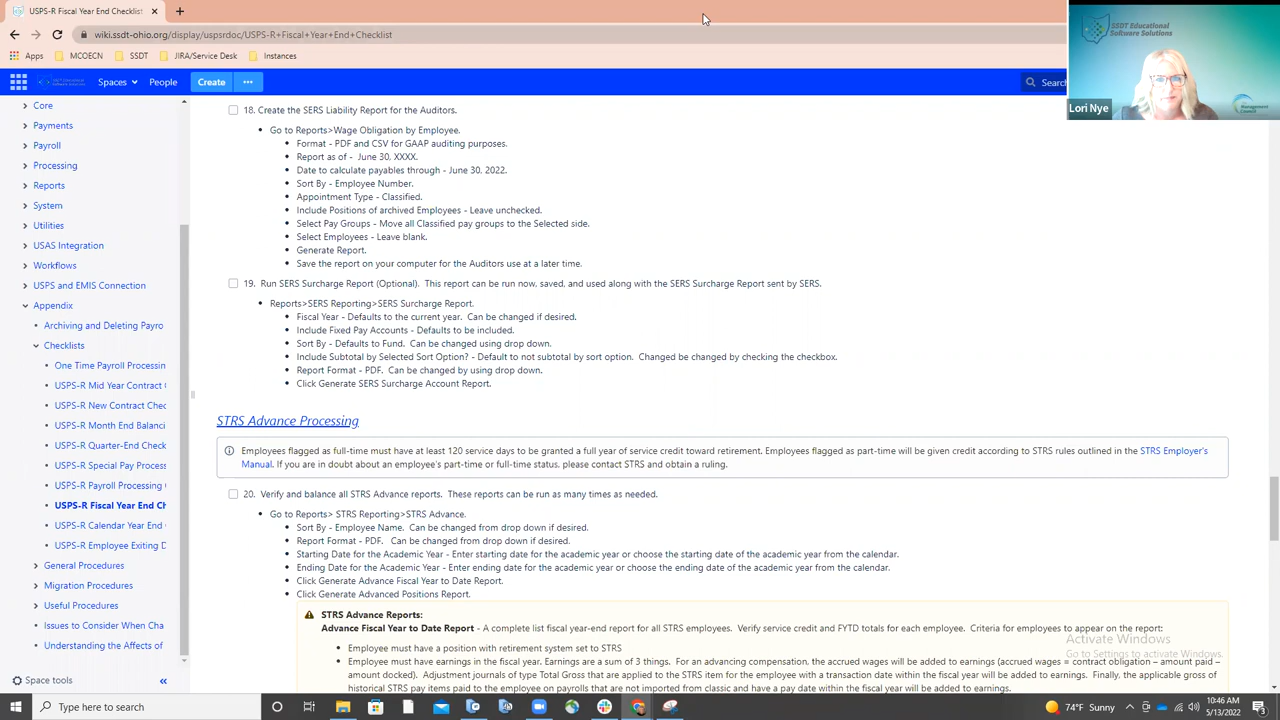 USPS-R Fiscal Year End Checklist
wiki.ssdt-ohio.org/display/uspsrdoc/USPS-R+Fiscal+Year+End+Checklist
Apps MCOECN SSDT JIRA/Service Desk Instances
SSDT Educational
Software Solutions
Management
Council
Lori Nye
Spaces People Create ••• Search
Core
Payments
Payroll
Processing
Reports
System
Utilities
USAS Integration
Workflows
USPS and EMIS Connection
Appendix
Archiving and Deleting Payro
Checklists
One Time Payroll Processin
USPS-R Mid Year Contract
USPS-R New Contract Chec
USPS-R Month End Balanci
USPS-R Quarter-End Check
USPS-R Special Pay Process
USPS-R Payroll Processing
USPS-R Fiscal Year End Ch
USPS-R Calendar Year End
USPS-R Employee Exiting D
General Procedures
Migration Procedures
Useful Procedures
Issues to Consider When Cha
Understanding the Affects of
Space tools
18. Create the SERS Liability Report for the Auditors.
• Go to Reports>Wage Obligation by Employee.
• Format - PDF and CSV for GAAP auditing purposes.
• Report as of - June 30, XXXX.
• Date to calculate payables through - June 30. 2022.
• Sort By - Employee Number.
• Appointment Type - Classified.
• Include Positions of archived Employees - Leave unchecked.
• Select Pay Groups - Move all Classified pay groups to the Selected side.
• Select Employees - Leave blank.
• Generate Report.
• Save the report on your computer for the Auditors use at a later time.
19. Run SERS Surcharge Report (Optional). This report can be run now, saved, and used along with the SERS Surcharge Report sent by SERS.
• Reports>SERS Reporting>SERS Surcharge Report.
• Fiscal Year - Defaults to the current year. Can be changed if desired.
• Include Fixed Pay Accounts - Defaults to be included.
• Sort By - Defaults to Fund. Can be changed using drop down.
• Include Subtotal by Selected Sort Option? - Default to not subtotal by sort option. Changed be changed by checking the checkbox.
• Report Format - PDF. Can be changed by using drop down.
• Click Generate SERS Surcharge Account Report.
STRS Advance Processing
Employees flagged as full-time must have at least 120 service days to be granted a full year of service credit toward retirement. Employees flagged as part-time will be given credit according to STRS rules outlined in the STRS Employer's
Manual. If you are in doubt about an employee's part-time or full-time status, please contact STRS and obtain a ruling.
20. Verify and balance all STRS Advance reports. These reports can be run as many times as needed.
• Go to Reports> STRS Reporting>STRS Advance.
• Sort By - Employee Name. Can be changed from drop down if desired.
• Report Format - PDF. Can be changed from drop down if desired.
• Starting Date for the Academic Year - Enter starting date for the academic year or choose the starting date of the academic year from the calendar.
• Ending Date for the Academic Year - Enter ending date for the academic year or choose the ending date of the academic year from the calendar.
• Click Generate Advance Fiscal Year to Date Report.
• Click Generate Advanced Positions Report.
STRS Advance Reports:
Advance Fiscal Year to Date Report - A complete list fiscal year-end report for all STRS employees. Verify service credit and FYTD totals for each employee. Criteria for employees to appear on the report:
• Employee must have a position with retirement system set to STRS
• Employee must have earnings in the fiscal year. Earnings are a sum of 3 things. For an advancing compensation, the accrued wages will be added to earnings (accrued wages = contract obligation – amount paid –
amount docked). Adjustment journals of type Total Gross that are applied to the STRS item for the employee with a transaction date within the fiscal year will be added to earnings. Finally, the applicable gross of
historical STRS pay items paid to the employee on payrolls that are not imported from classic and have a pay date within the fiscal year will be added to earnings.
Activate Windows
Go to Settings to activate Windows.
Type here to search
74°F Sunny
10:46 AM
5/13/2022
3